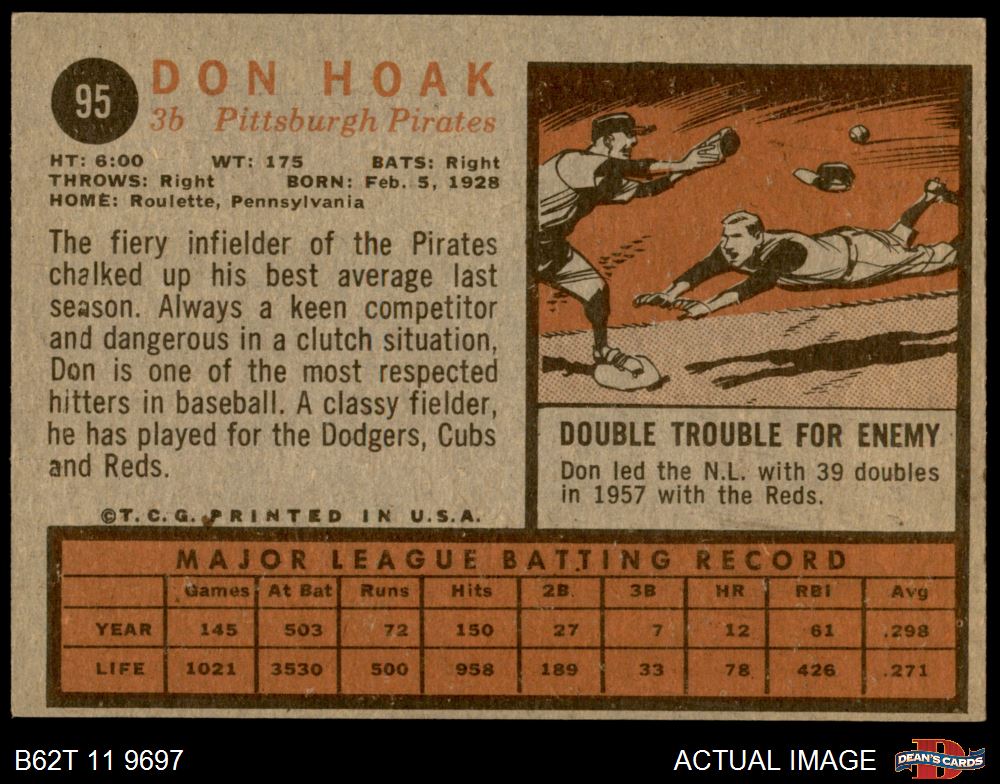 95
DON HOAK
3b Pittsburgh Pirates
HT: 6:00 WT: 175 BATS: Right
THROWS: Right BORN: Feb. 5, 1928
HOME: Roulette, Pennsylvania
The fiery infielder of the Pirates
chalked up his best average last
season. Always a keen competitor
and dangerous in a clutch situation,
Don is one of the most respected
hitters in baseball. A classy fielder,
he has played for the Dodgers, Cubs
and Reds.
©T.C.G. PRINTED IN U.S.A.
DOUBLE TROUBLE FOR ENEMY
Don led the N.L. with 39 doubles
in 1957 with the Reds.
MAJOR LEAGUE BATTING RECORD
Games At Bat Runs Hits 2B 3B HR RBI Avg
YEAR 145 503 72 150 27 7 12 61 .298
LIFE 1021 3530 500 958 189 33 78 426 .271
B62T 11 9697
ACTUAL IMAGE
DEAN'S CARDS